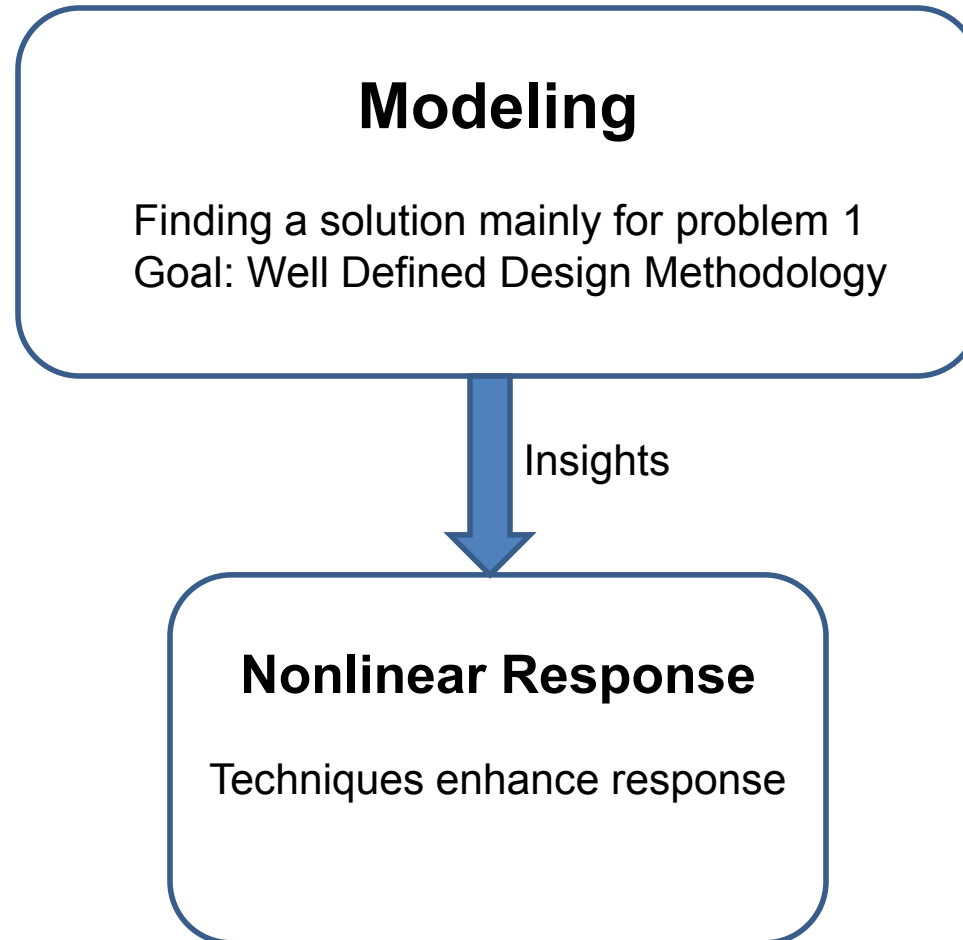 Modeling
Finding a solution mainly for problem 1
Goal: Well Defined Design Methodology
Insights
Nonlinear Response
Techniques enhance response